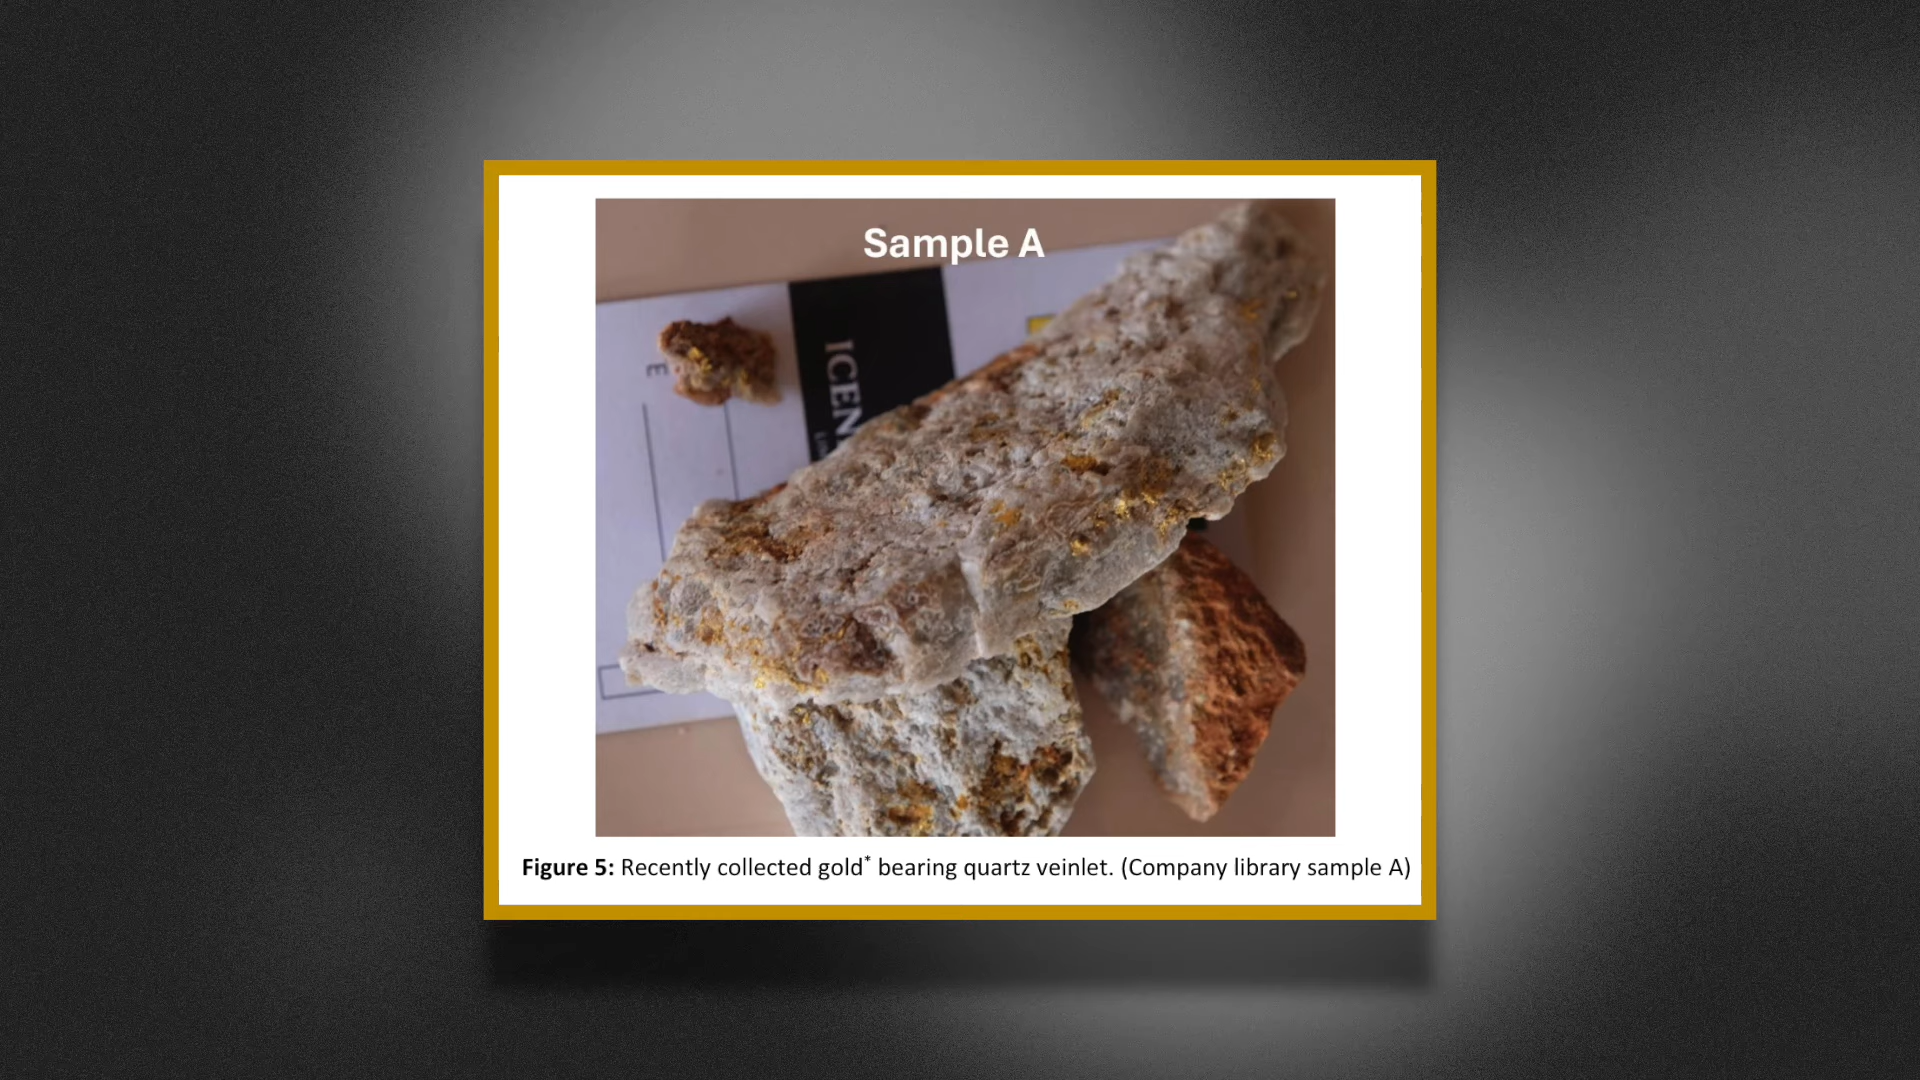 Sample A
E
ICEN
Figure 5: Recently collected gold* bearing quartz veinlet. (Company library sample A)